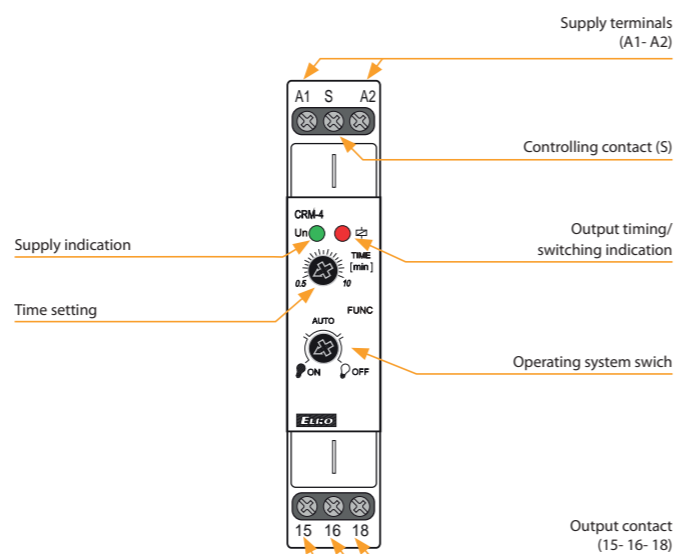 Supply terminals
(A1- A2)
A1 S A2
Controlling contact (S)
CRM-4
Un
Supply indication
Output timing/
switching indication
TIME
[min]
0.5 10
Time setting
FUNC
AUTO
Operating system swich
ON OFF
ELKO
15 16 18
Output contact
(15- 16- 18)